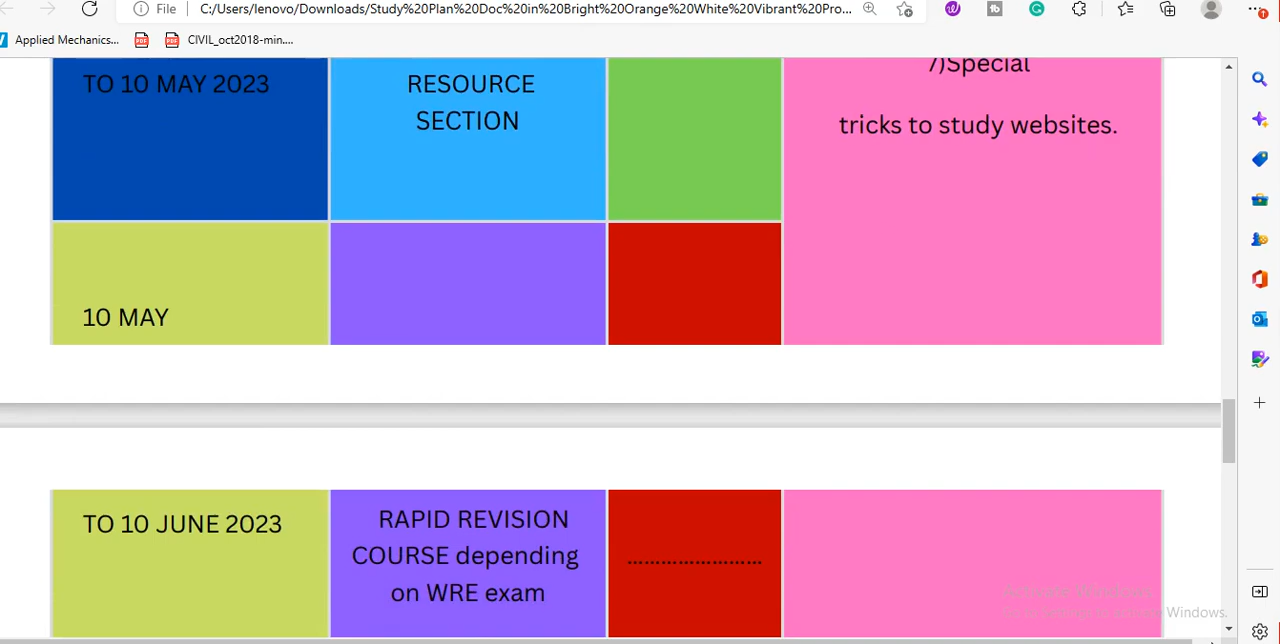 File
C:/Users/lenovo/Downloads/Study%20Plan%20Doc%20in%20Bright%20Orange%20White%20Vibrant%20Pro...
Applied Mechanics...
CIVIL_oct2018-min....
7)Special
TO 10 MAY 2023
RESOURCE
SECTION
tricks to study websites.
10 MAY
TO 10 JUNE 2023
RAPID REVISION
COURSE depending
on WRE exam
........................
Activate Windows
Go to Settings to activate Windows.